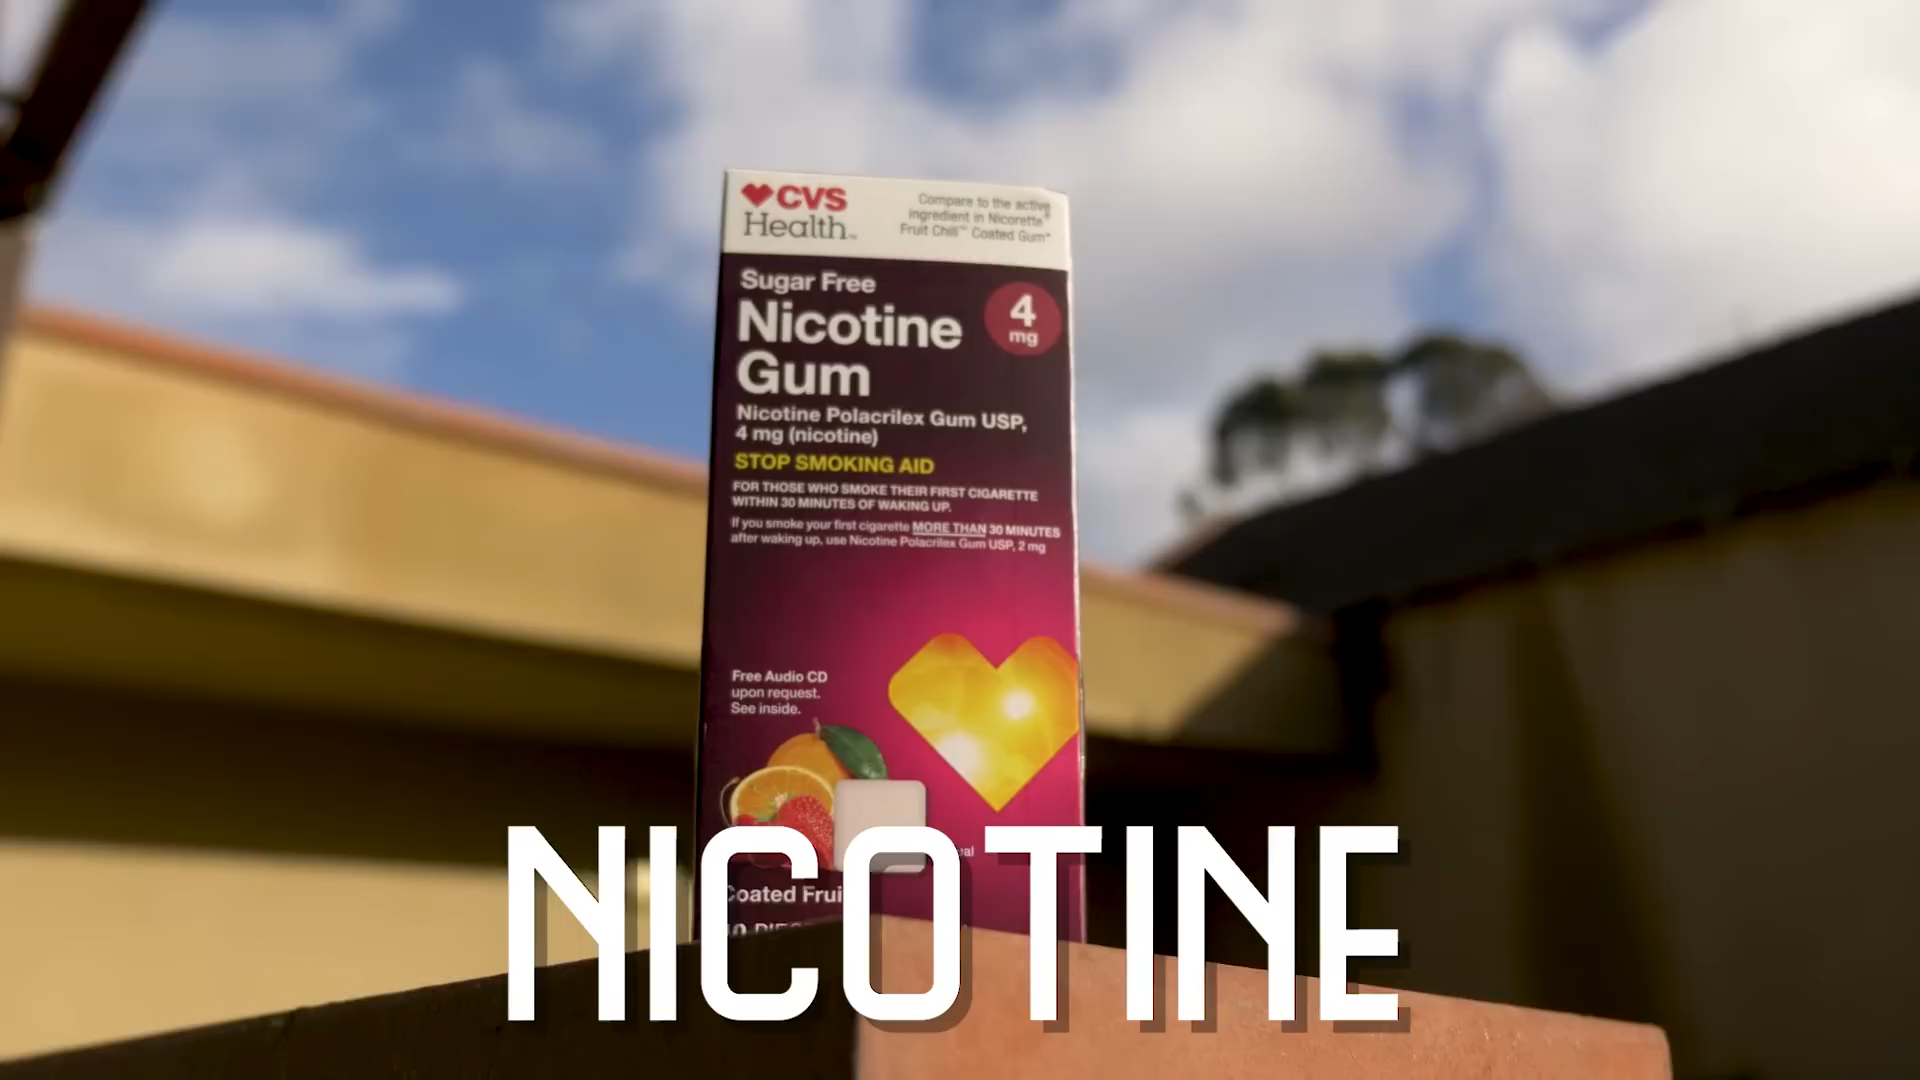 CVS
Health™
Compare to the active
ingredient in Nicorette®
Fruit Chill™ Coated Gum*
Sugar Free
Nicotine
Gum
4
mg
Nicotine Polacrilex Gum USP,
4 mg (nicotine)
STOP SMOKING AID
FOR THOSE WHO SMOKE THEIR FIRST CIGARETTE
WITHIN 30 MINUTES OF WAKING UP.
If you smoke your first cigarette MORE THAN 30 MINUTES
after waking up, use Nicotine Polacrilex Gum USP, 2 mg
Free Audio CD
upon request.
See inside.
Coated
NICOTINE